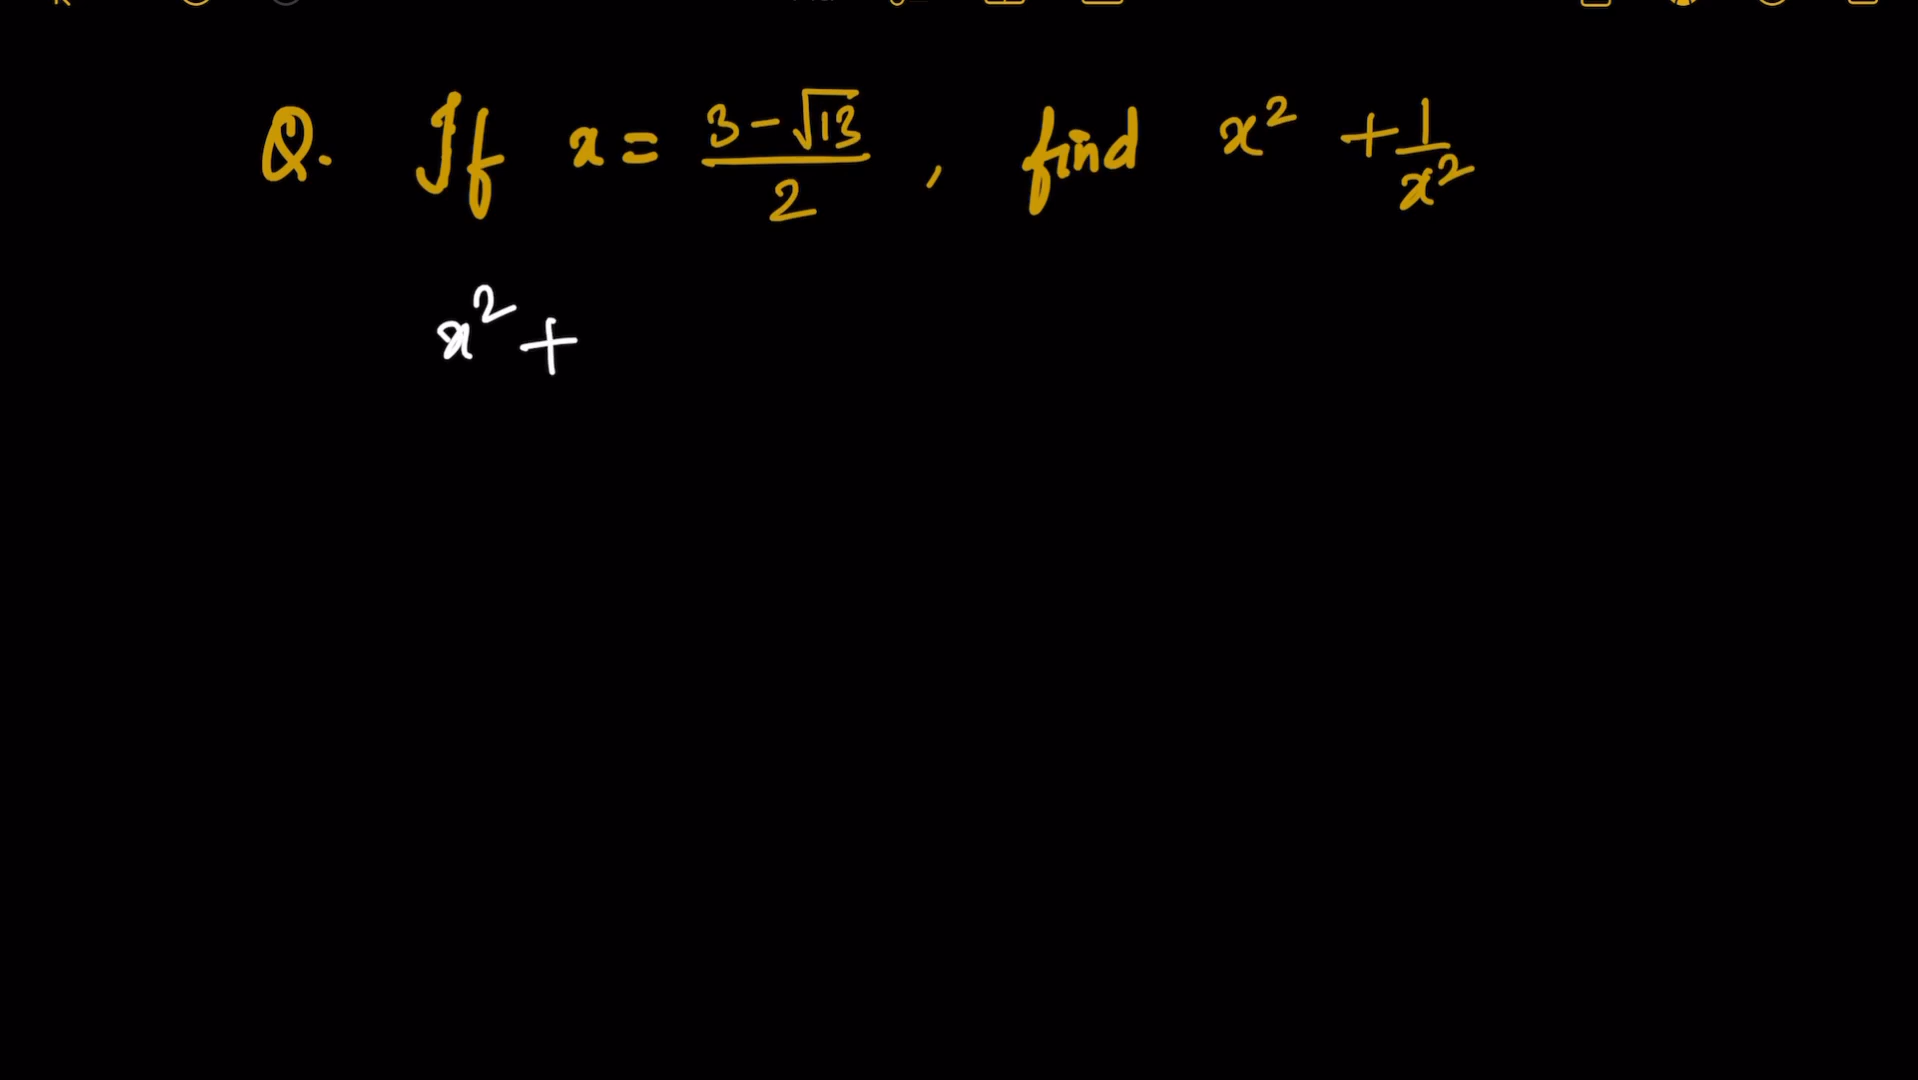 Q. If x = (3-√13)/2 , find x² + 1/x²
x² +